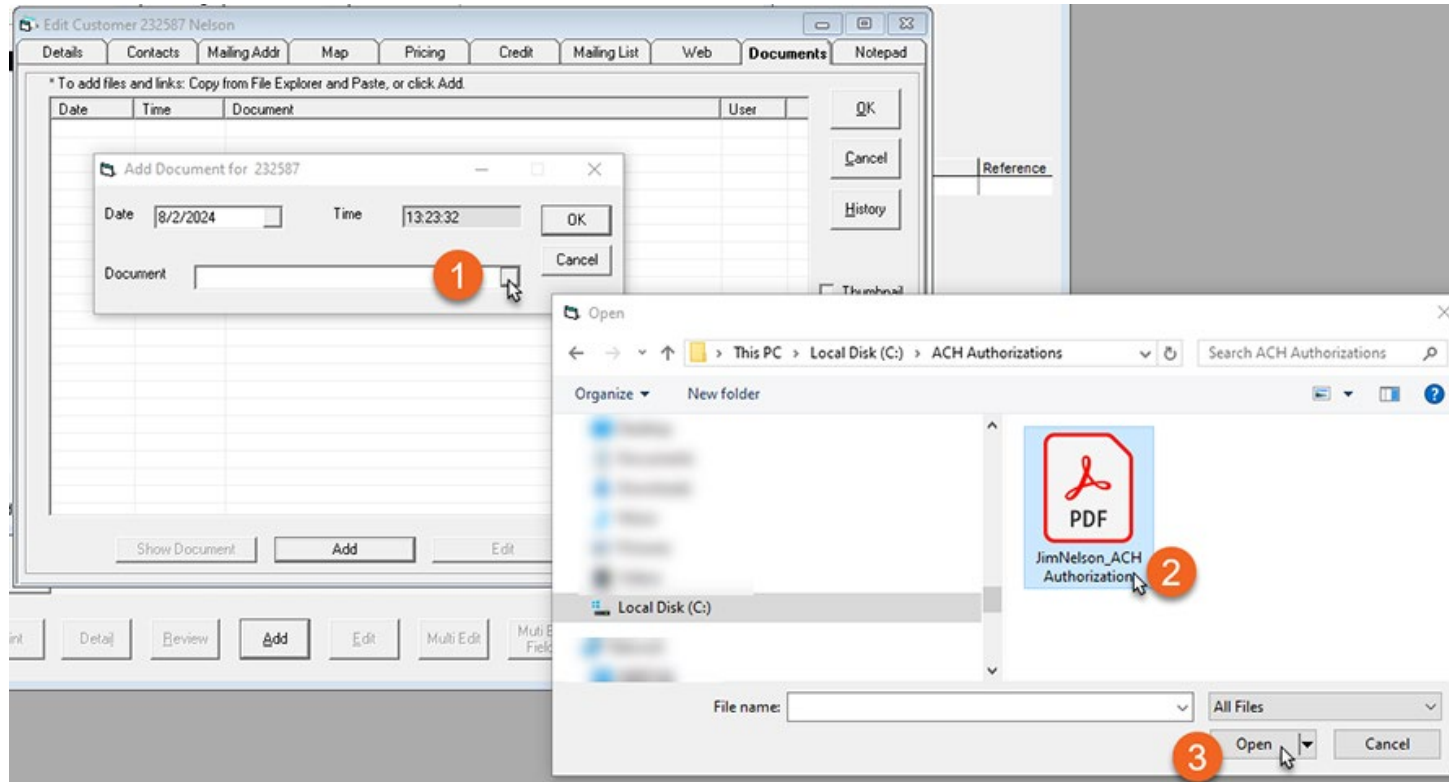 Edit Customer 232587 Nelson
Details Contacts Mailing Addr Map Pricing Credit Mailing List Web Documents Notepad
* To add files and links: Copy from File Explorer and Paste, or click Add.
Date Time Document User
OK
Cancel
History
Thumbnail
Reference
Add Document for 232587
Date 8/2/2024 Time 13:23:32 OK
Cancel
Document 1
Show Document Add Edit
Detail Review Add Edit Multi Edit
Open
This PC > Local Disk (C:) > ACH Authorizations Search ACH Authorizations
Organize New folder
PDF
JimNelson_ACH
Authorization
2
Local Disk (C:)
File name: All Files
3 Open Cancel